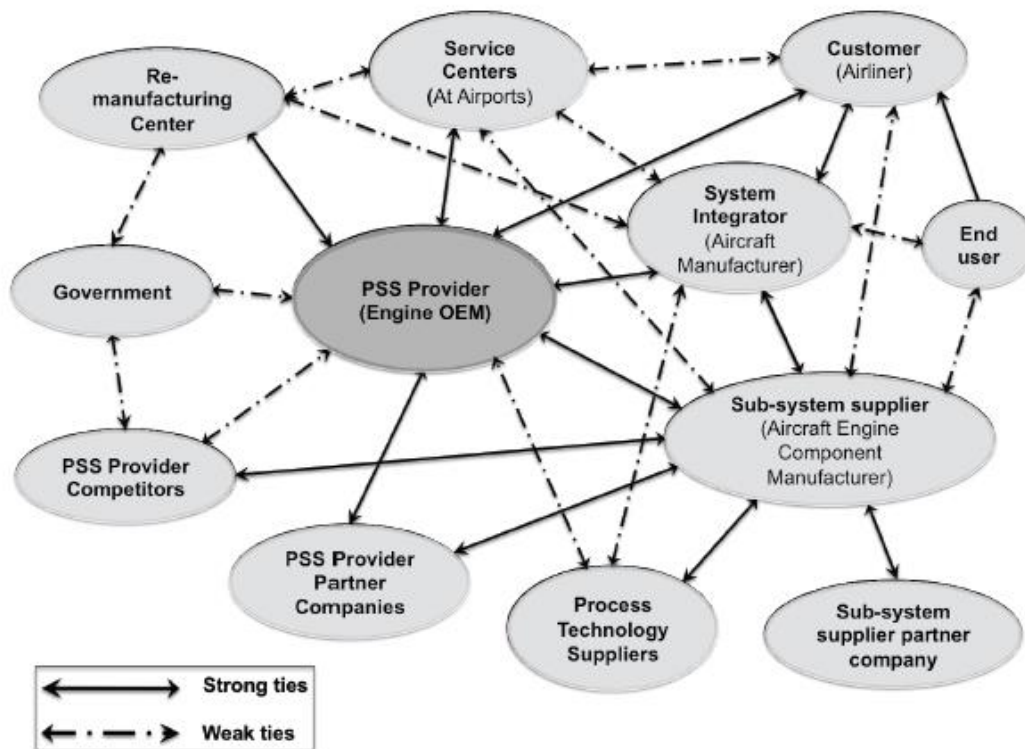 Re-
manufacturing
Center
Service
Centers
(At Airports)
Customer
(Airliner)
System
Integrator
(Aircraft
Manufacturer)
End
user
Government
PSS Provider
(Engine OEM)
Sub-system supplier
(Aircraft Engine
Component
Manufacturer)
PSS Provider
Competitors
PSS Provider
Partner
Companies
Process
Technology
Suppliers
Sub-system
supplier partner
company
Strong ties
Weak ties